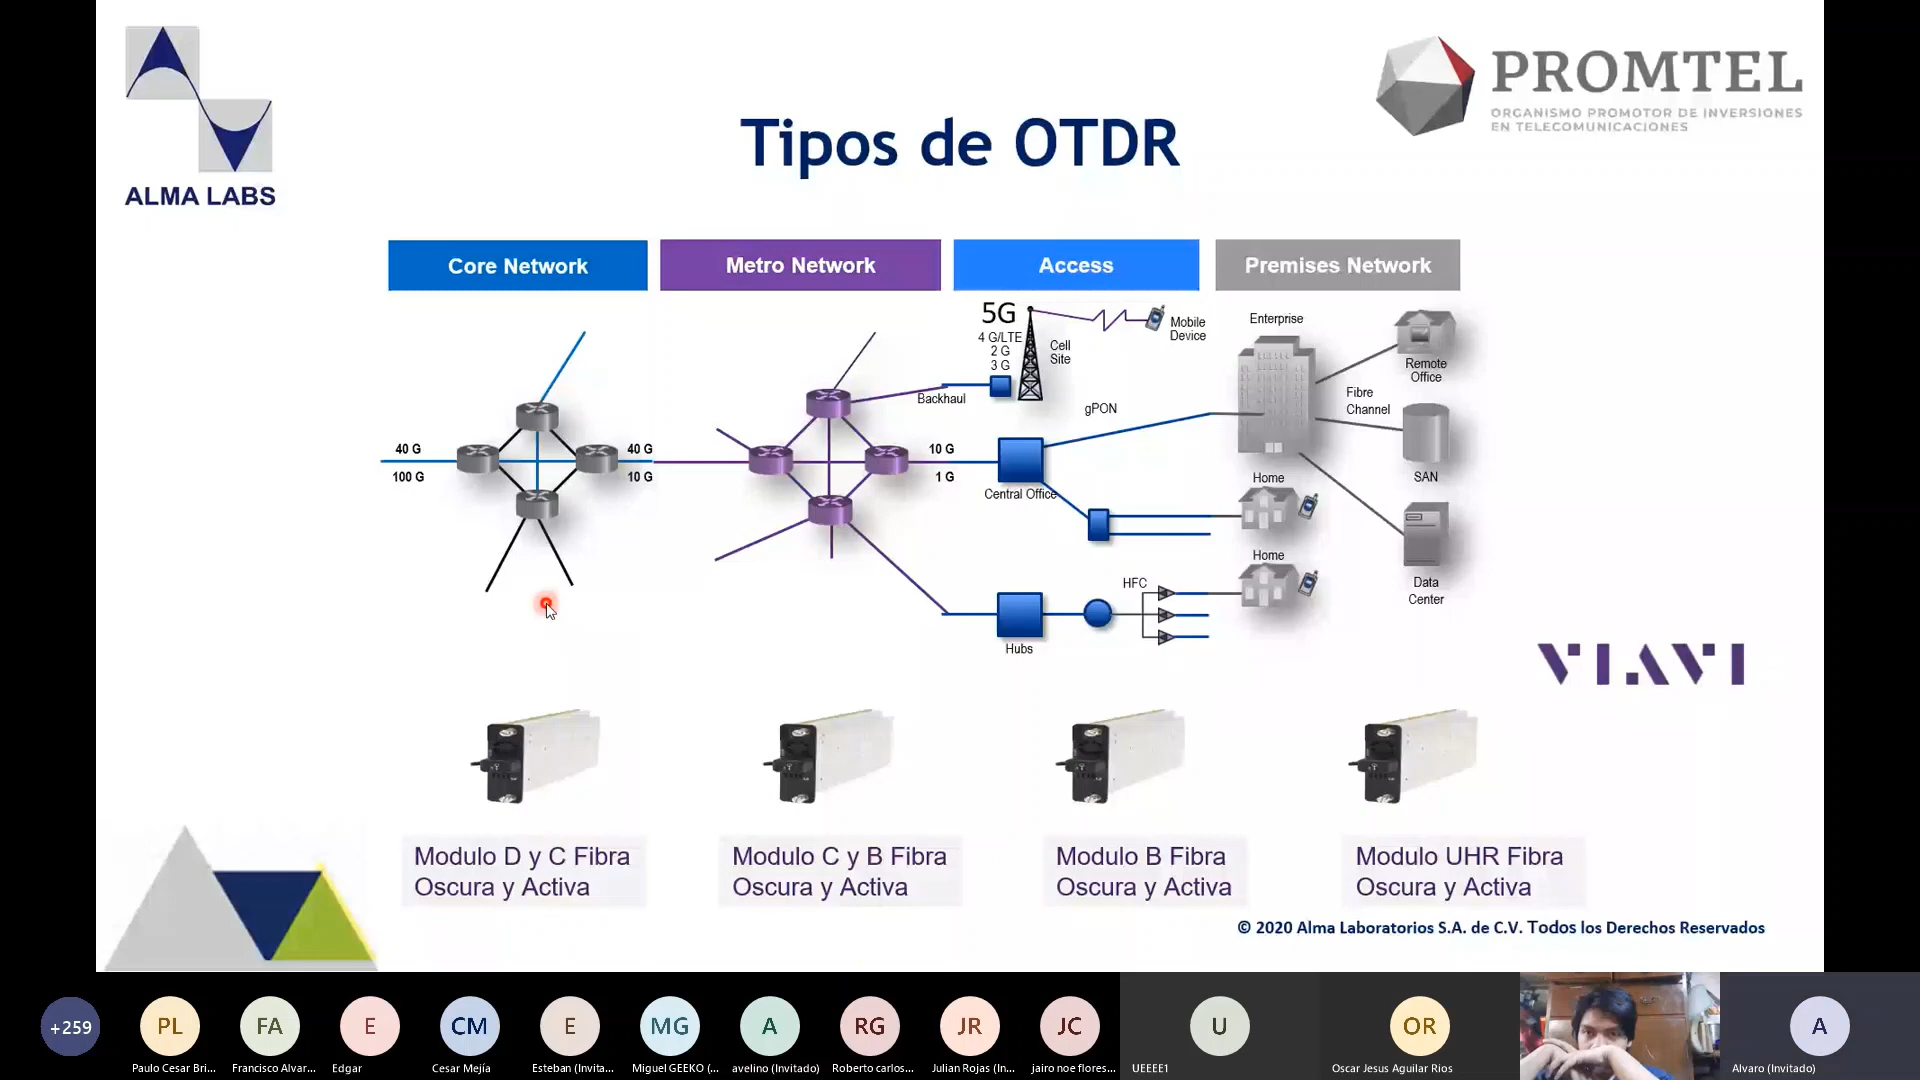 ALMA LABS
PROMTEL
ORGANISMO PROMOTOR DE INVERSIONES
EN TELECOMUNICACIONES
Tipos de OTDR
Core Network
Metro Network
Access
Premises Network
5G
4 G/LTE
2 G
3 G
Cell
Site
Mobile
Device
Enterprise
Remote
Office
Fibre
Channel
Backhaul
gPON
40 G
100 G
40 G
10 G
10 G
1 G
Central Office
SAN
Home
Home
HFC
Data
Center
Hubs
VIAVI
Modulo D y C Fibra
Oscura y Activa
Modulo C y B Fibra
Oscura y Activa
Modulo B Fibra
Oscura y Activa
Modulo UHR Fibra
Oscura y Activa
© 2020 Alma Laboratorios S.A. de C.V. Todos los Derechos Reservados
+259
PL
FA
E
CM
E
MG
A
RG
JR
JC
U
OR
A
Paulo Cesar Bri...
Francisco Alvar...
Edgar
Cesar Mejía
Esteban (Invita...
Miguel GEEKO (...
avelino (Invitado)
Roberto carlos...
Julian Rojas (In...
jairo noe flores...
UEEEE1
Oscar Jesus Aguilar Rios
Alvaro (Invitado)